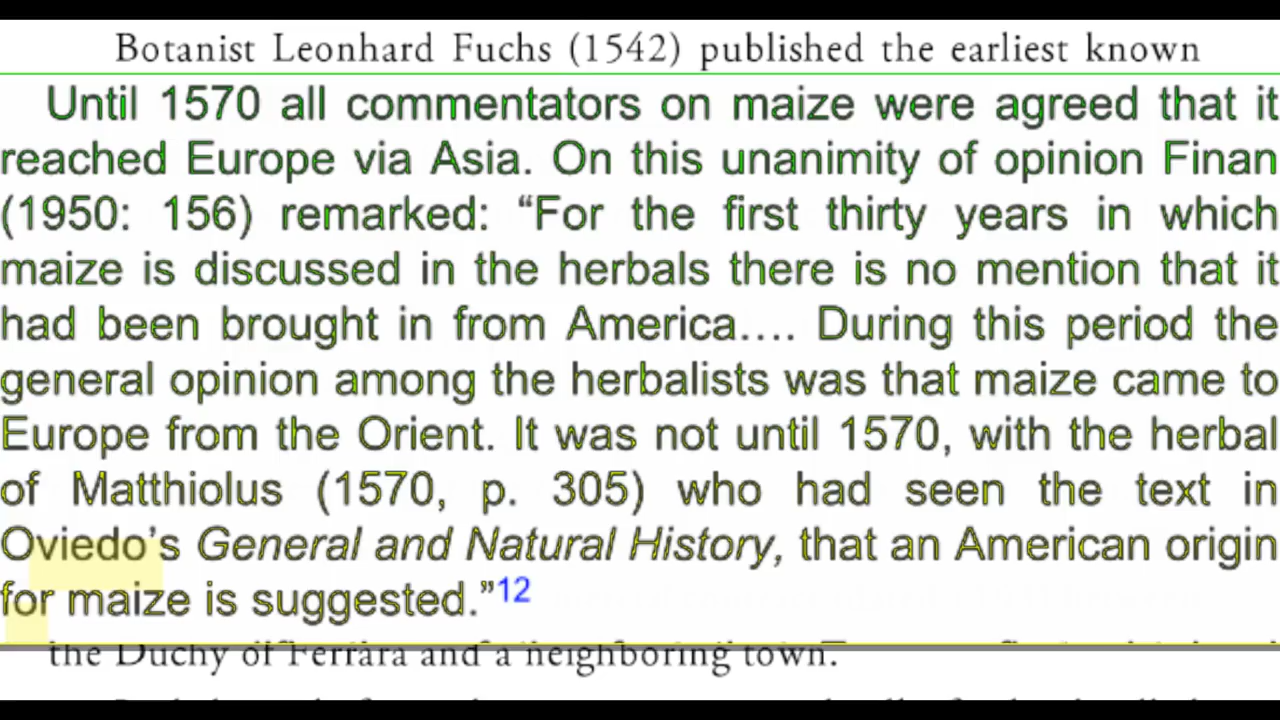 Botanist Leonhard Fuchs (1542) published the earliest known
Until 1570 all commentators on maize were agreed that it
reached Europe via Asia. On this unanimity of opinion Finan
(1950: 156) remarked: “For the first thirty years in which
maize is discussed in the herbals there is no mention that it
had been brought in from America…. During this period the
general opinion among the herbalists was that maize came to
Europe from the Orient. It was not until 1570, with the herbal
of Matthiolus (1570, p. 305) who had seen the text in
Oviedo’s General and Natural History, that an American origin
for maize is suggested.”12
the Duchy of Ferrara and a neighboring town.